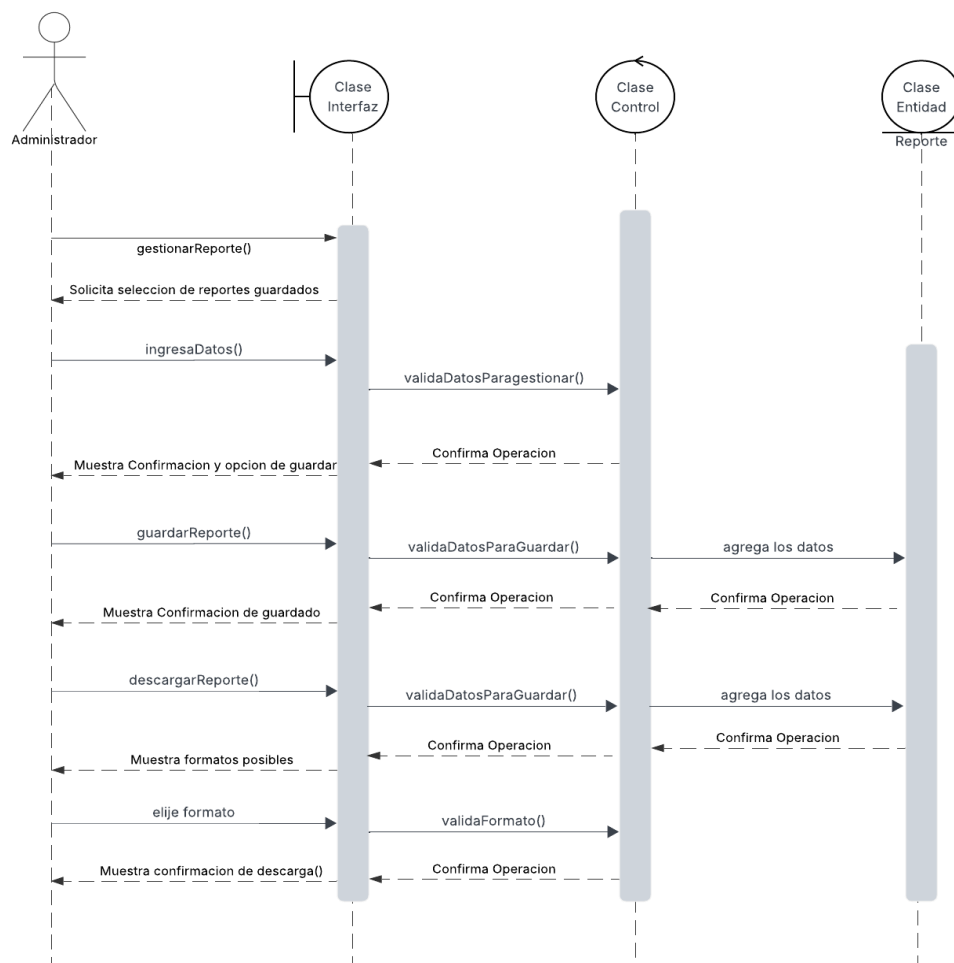 Clase
Interfaz
Clase
Control
Clase
Entidad
Administrador
Reporte
gestionarReporte()
Solicita seleccion de reportes guardados
ingresaDatos()
validaDatosParagestionar()
Confirma Operacion
Muestra Confirmacion y opcion de guardar
guardarReporte()
validaDatosParaGuardar()
agrega los datos
Confirma Operacion
Confirma Operacion
Muestra Confirmacion de guardado
descargarReporte()
validaDatosParaGuardar()
agrega los datos
Confirma Operacion
Confirma Operacion
Muestra formatos posibles
elije formato
validaFormato()
Confirma Operacion
Muestra confirmacion de descarga()